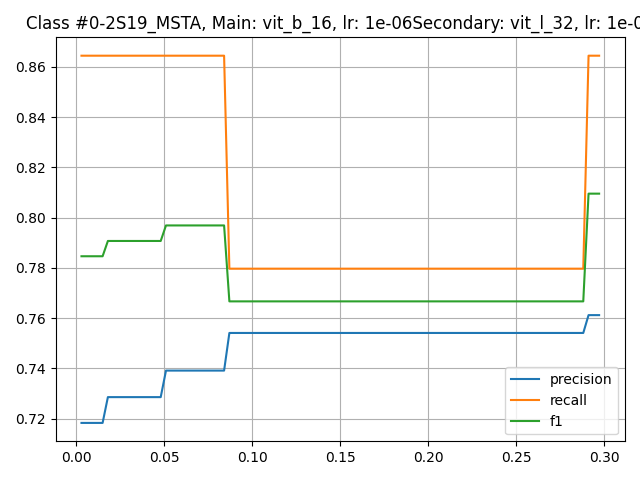 Class #0-2S19_MSTA, Main: vit_b_16, lr: 1e-06Secondary: vit_l_32, lr: 1e-0
0.86
0.84
0.82
0.80
0.78
0.76
0.74
0.72
precision
recall
f1
0.00 0.05 0.10 0.15 0.20 0.25 0.30